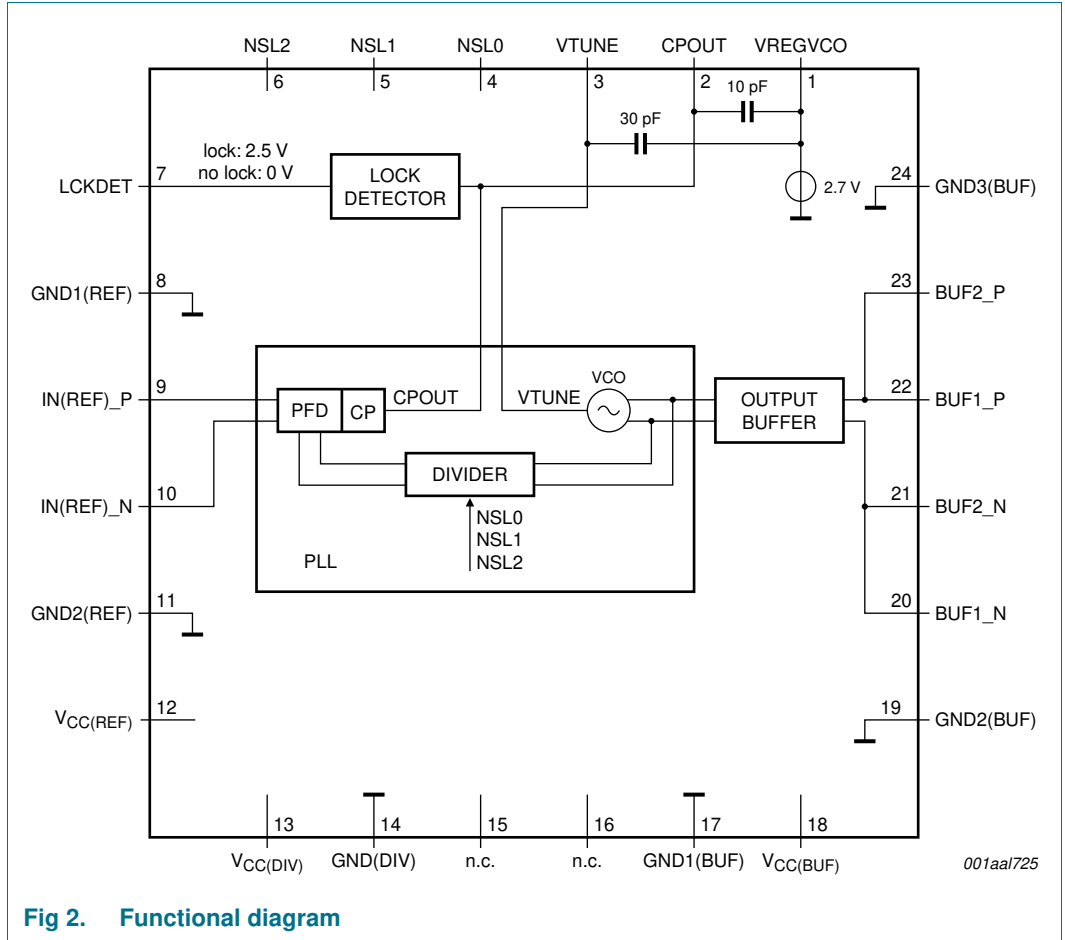 NSL2 NSL1 NSL0 VTUNE CPOUT VREGVCO
6 5 4 3 2 1
10 pF
30 pF
lock: 2.5 V
no lock: 0 V
LCKDET 7
LOCK
DETECTOR
2.7 V
24 GND3(BUF)
GND1(REF) 8
23 BUF2_P
IN(REF)_P 9
PFD CP CPOUT
VTUNE VCO
OUTPUT
BUFFER
22 BUF1_P
DIVIDER
IN(REF)_N 10
21 BUF2_N
NSL0
NSL1
NSL2
PLL
GND2(REF) 11
20 BUF1_N
VCC(REF) 12
19 GND2(BUF)
13 14 15 16 17 18
VCC(DIV) GND(DIV) n.c. n.c. GND1(BUF) VCC(BUF)
001aal725
Fig 2. Functional diagram